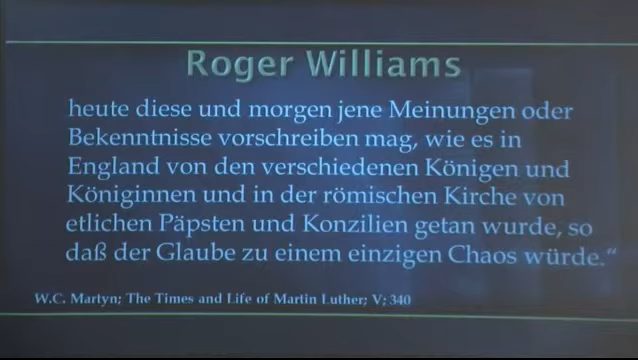 Roger Williams
heute diese und morgen jene Meinungen oder
Bekenntnisse vorschreiben mag, wie es in
England von den verschiedenen Königen und
Königinnen und in der römischen Kirche von
etlichen Päpsten und Konzilien getan wurde, so
daß der Glaube zu einem einzigen Chaos würde.“
W.C. Martyn; The Times and Life of Martin Luther; V; 340